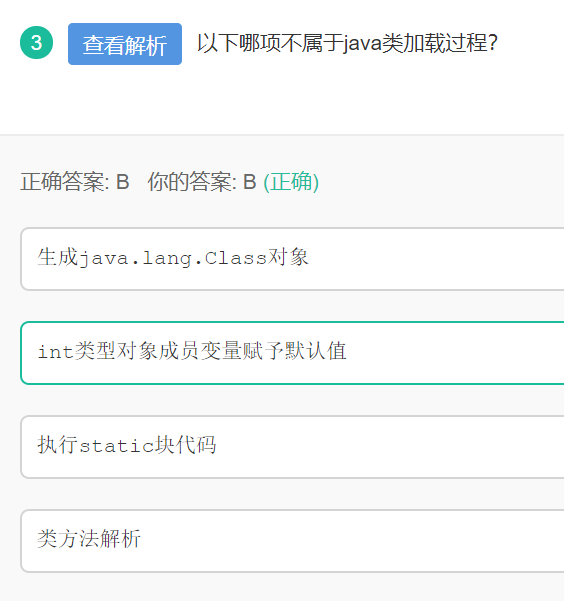 3 查看解析 以下哪项不属于java类加载过程?
正确答案: B 你的答案: B (正确)
生成java.lang.Class对象
int类型对象成员变量赋予默认值
执行static块代码
类方法解析